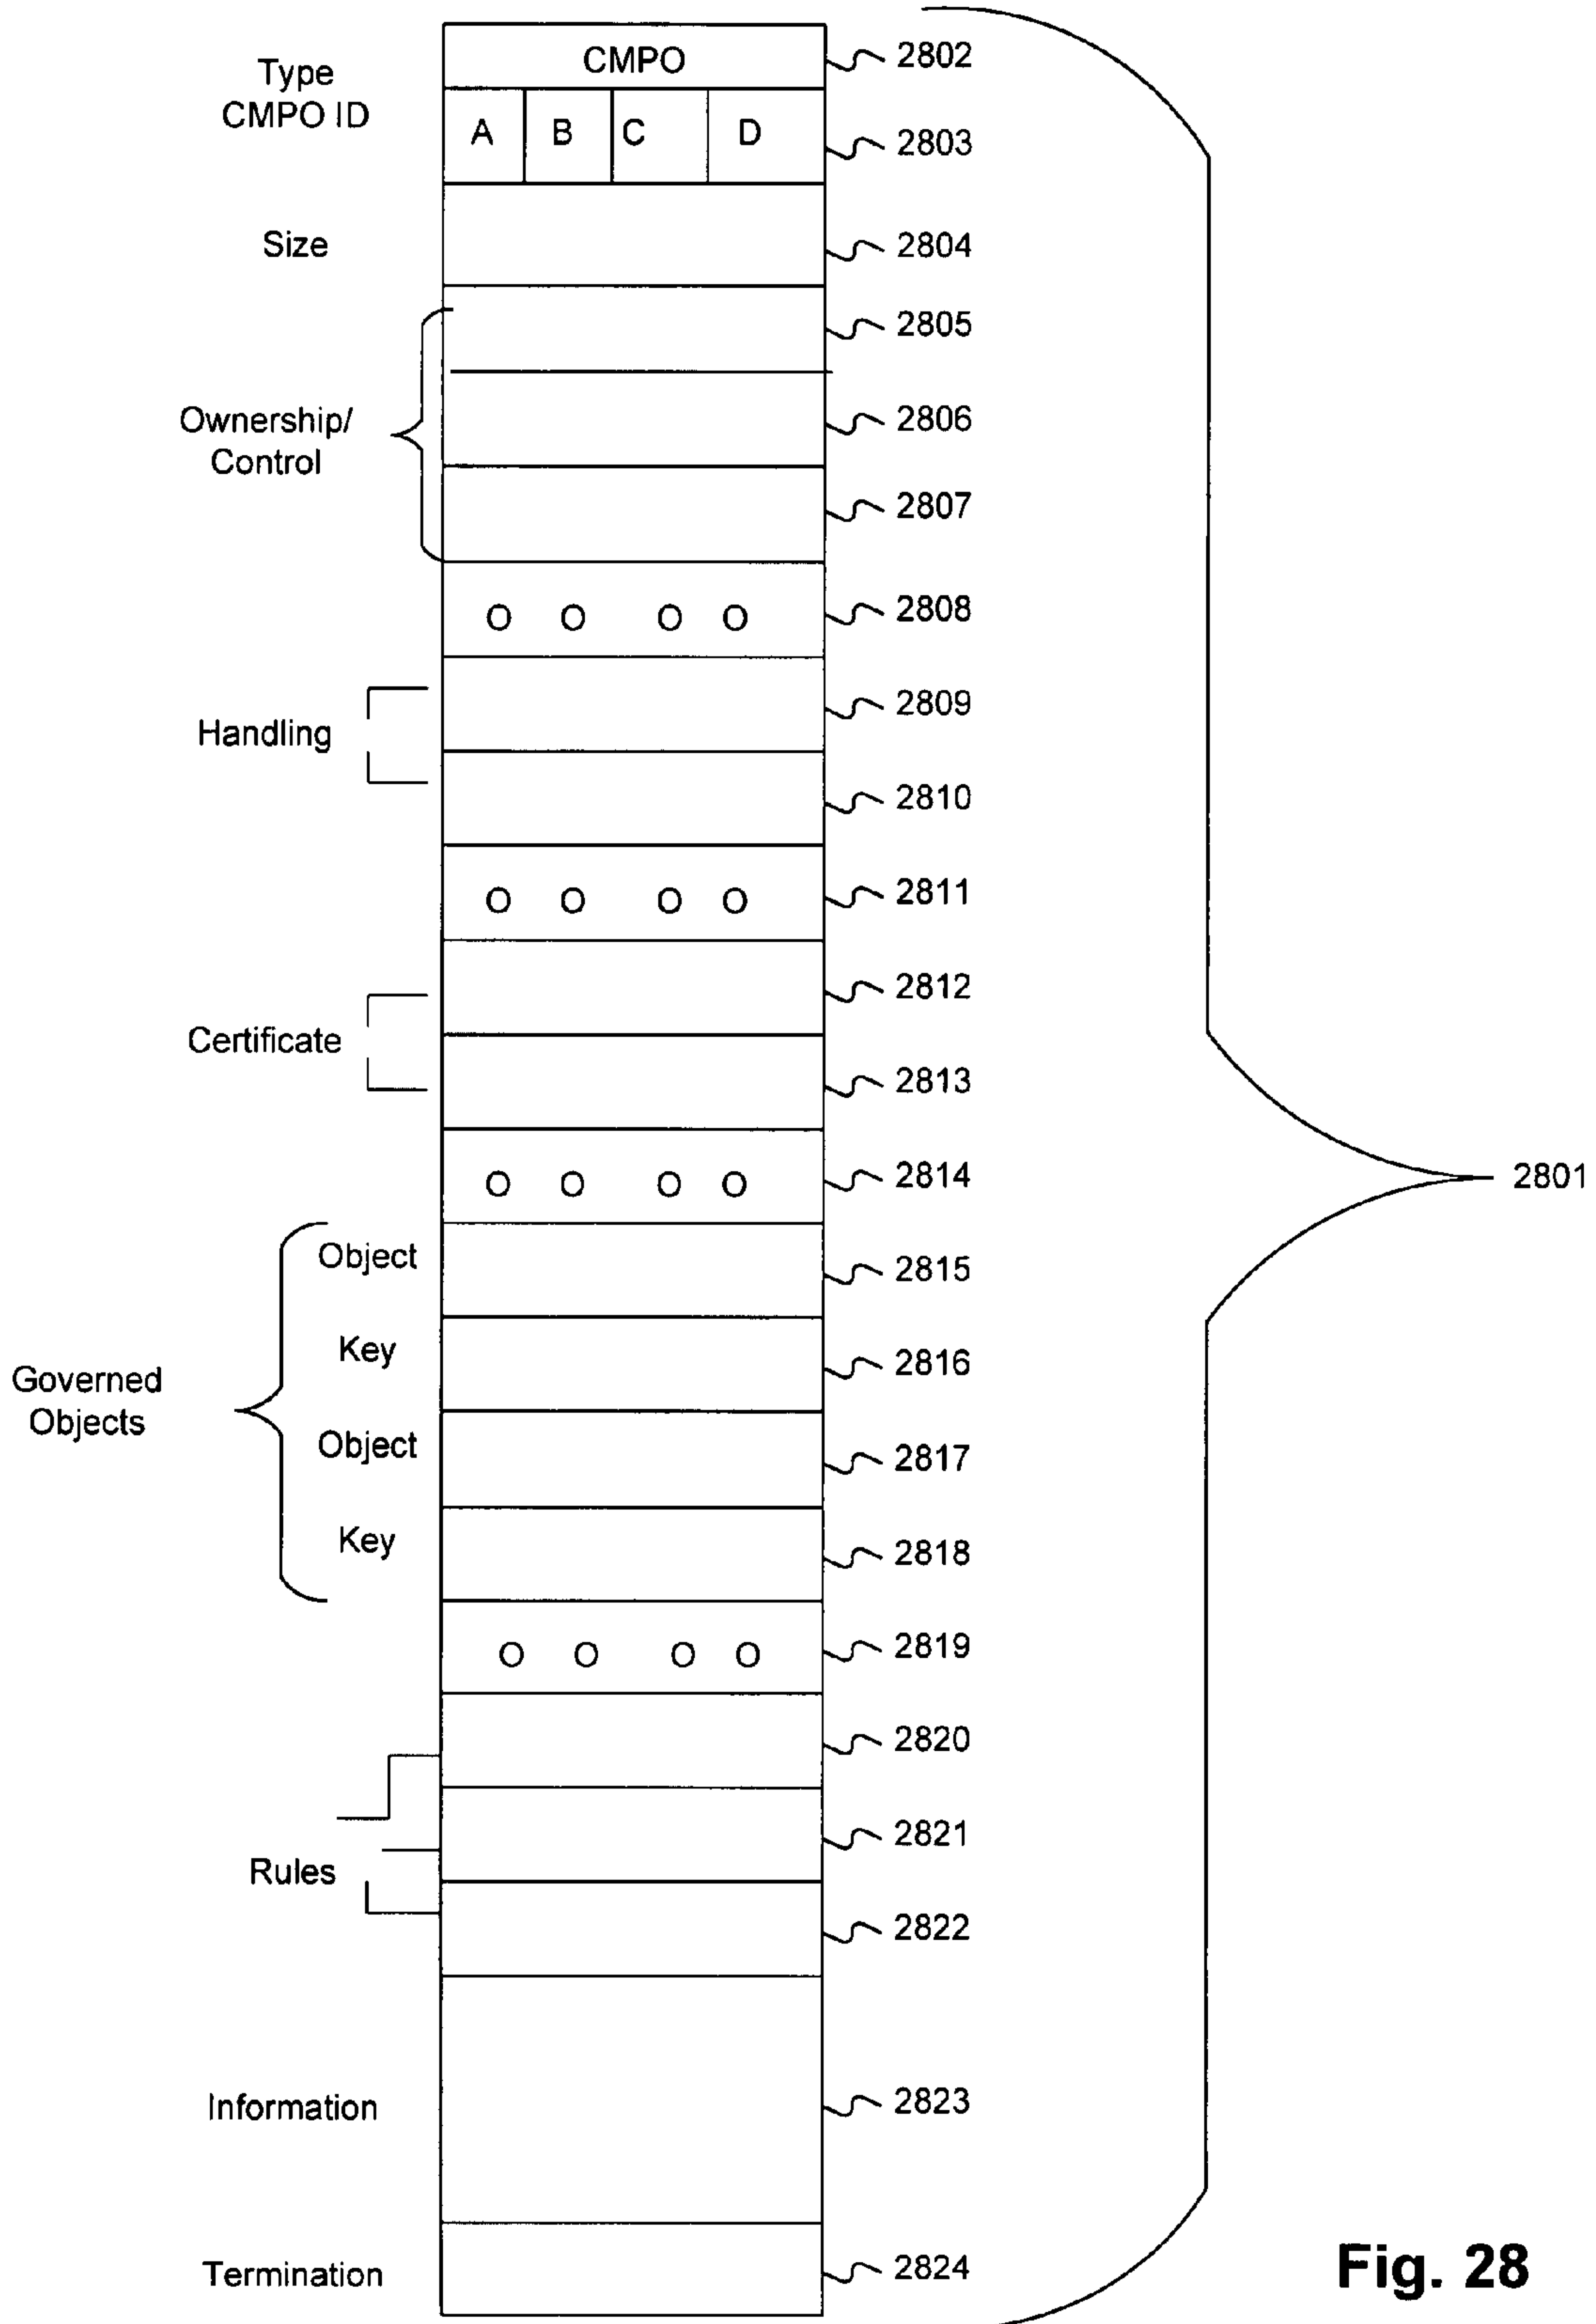 CMPO
2802
Type
CMPO ID
A B C D
2803
Size
2804
2805
Ownership/
Control
2806
2807
O O O O
2808
2809
Handling
2810
O O O O
2811
2812
Certificate
2813
O O O O
2814
2801
Object
2815
Key
2816
Governed
Objects
Object
2817
Key
2818
O O O O
2819
2820
2821
Rules
2822
Information
2823
Termination
2824
Fig. 28